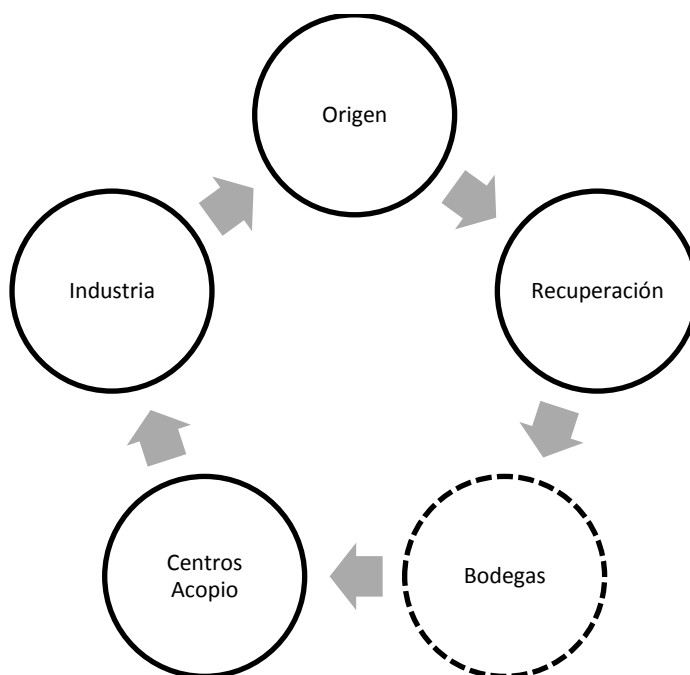 Origen
Recuperación
Bodegas
Centros
Acopio
Industria